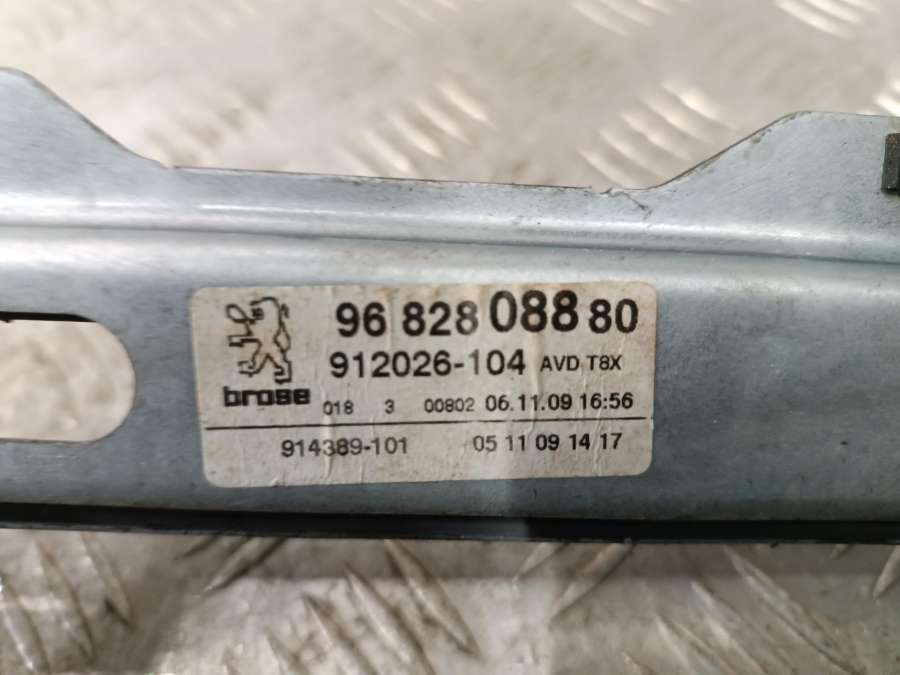 96 828 088 80
912026-104 AVD T8X
brose
018 3 00802 06.11.09 16:56
914389-101 05 11 09 14 17